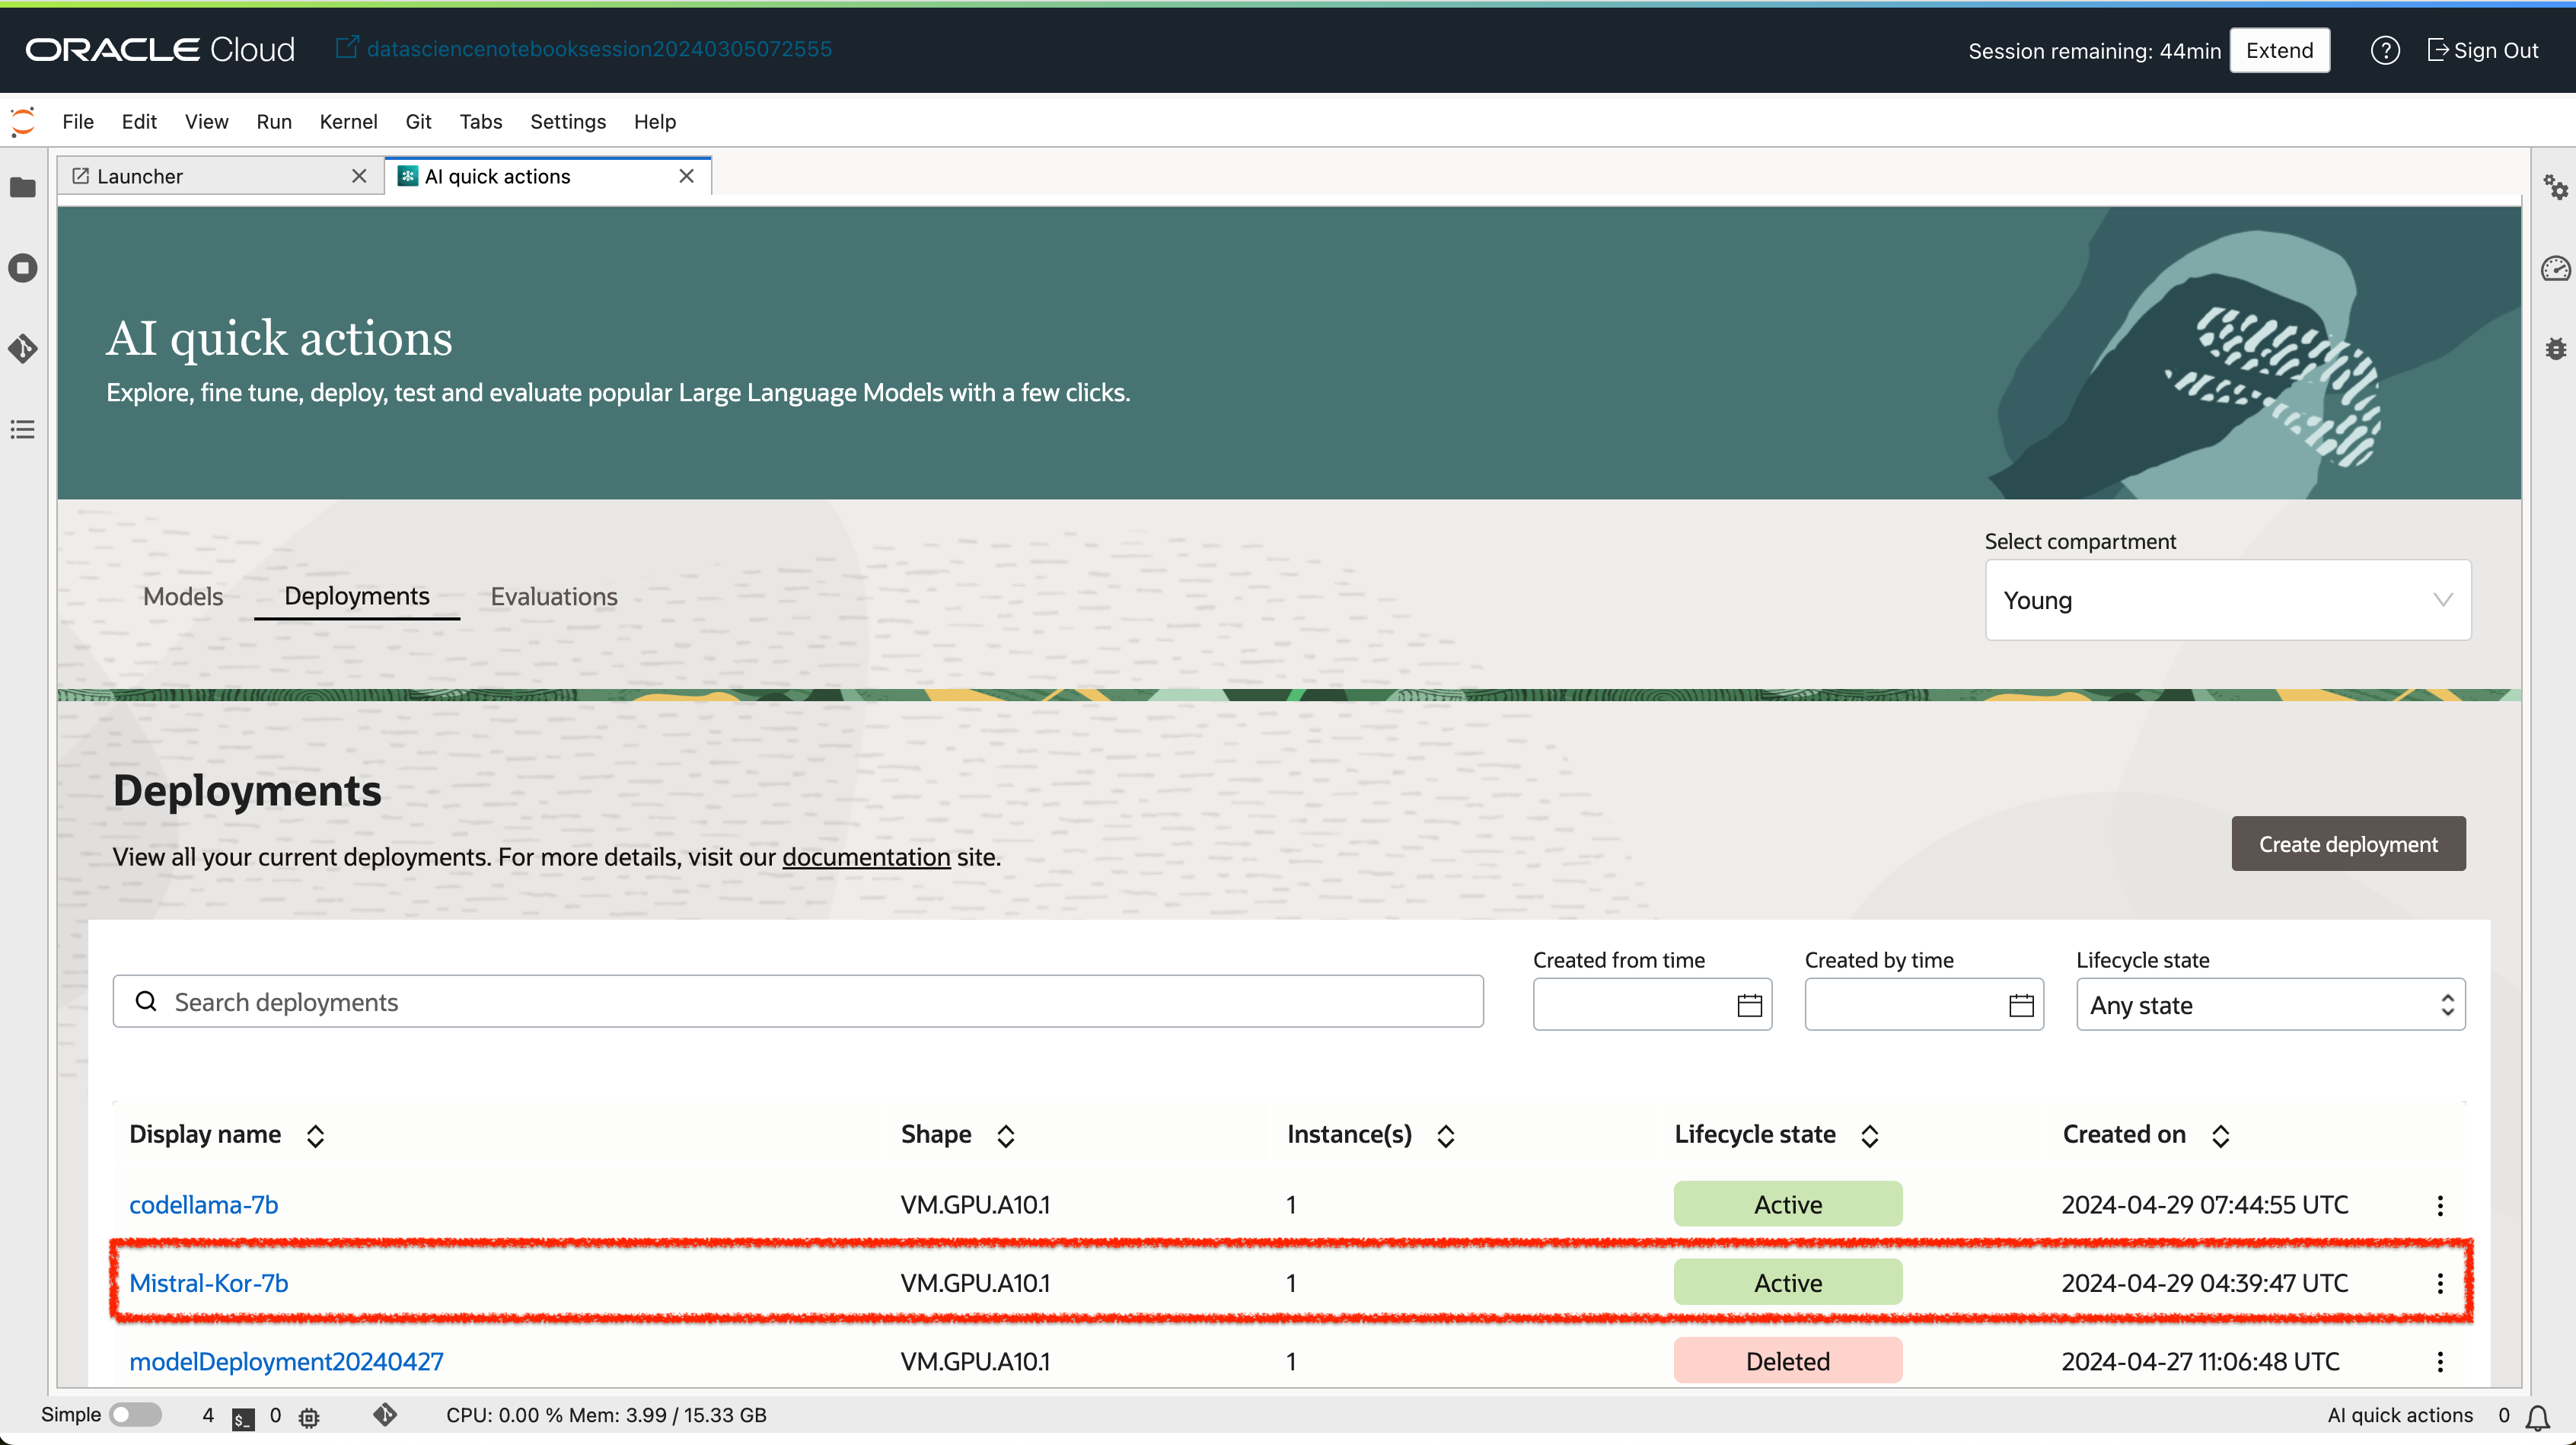 ORACLE Cloud datasciencenotebooksession20240305072555 Session remaining: 44min Extend Sign Out
File Edit View Run Kernel Git Tabs Settings Help
Launcher AI quick actions
AI quick actions
Explore, fine tune, deploy, test and evaluate popular Large Language Models with a few clicks.
Select compartment
Models Deployments Evaluations Young
Deployments
View all your current deployments. For more details, visit our documentation site.
Create deployment
Created from time Created by time Lifecycle state
Search deployments Any state
Display name Shape Instance(s) Lifecycle state Created on
codellama-7b VM.GPU.A10.1 1 Active 2024-04-29 07:44:55 UTC
Mistral-Kor-7b VM.GPU.A10.1 1 Active 2024-04-29 04:39:47 UTC
modelDeployment20240427 VM.GPU.A10.1 1 Deleted 2024-04-27 11:06:48 UTC
Simple 4 $_ 0 CPU: 0.00 % Mem: 3.99 / 15.33 GB AI quick actions 0